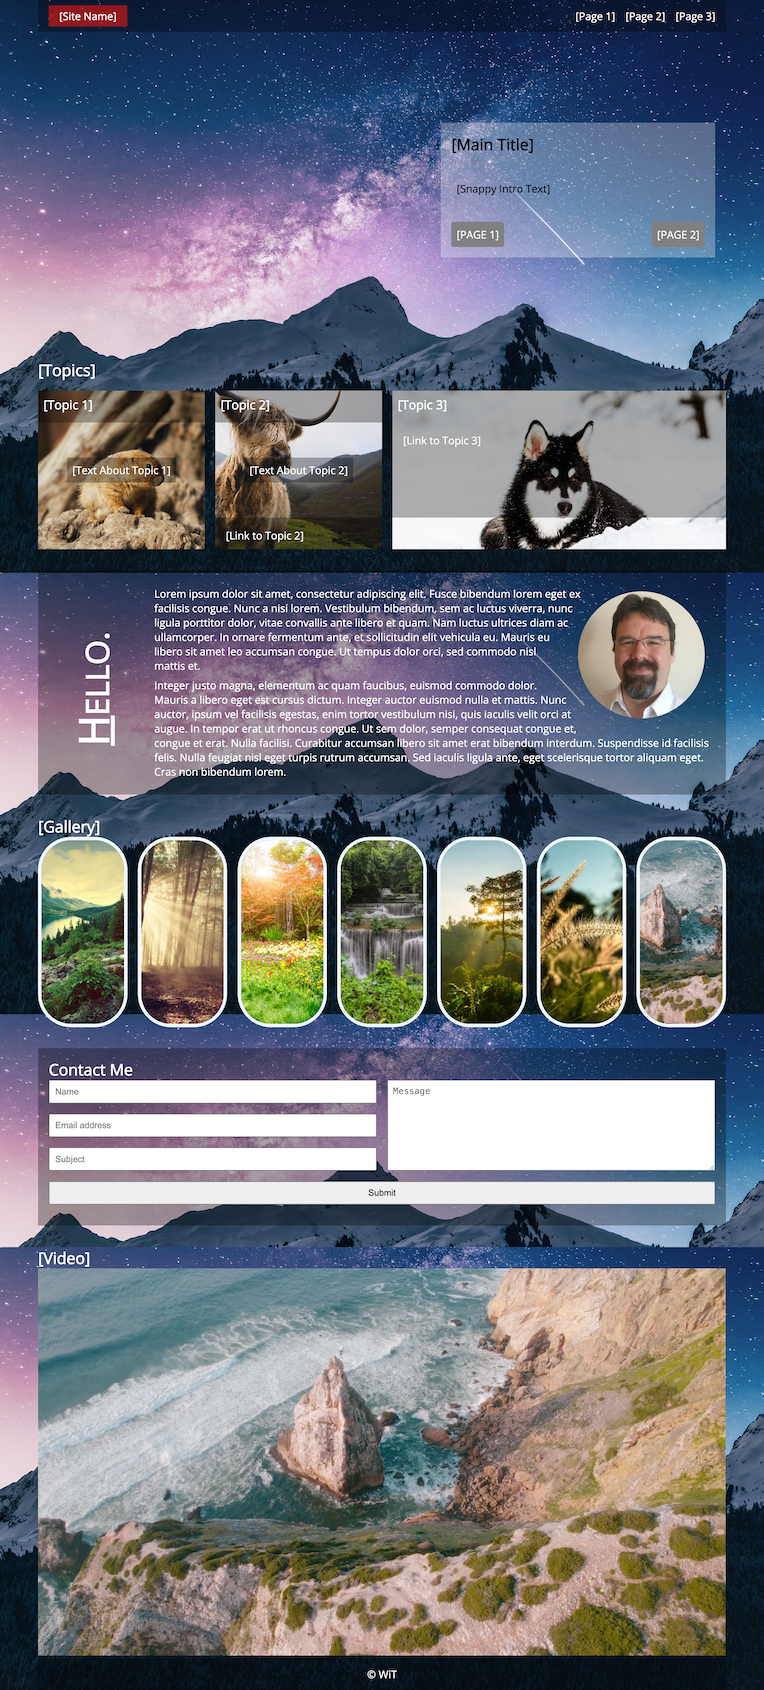 [Site Name]
[Page 1] [Page 2] [Page 3]
[Main Title]
[Snappy Intro Text]
[PAGE 1] [PAGE 2]
[Topics]
[Topic 1]
[Text About Topic 1]
[Topic 2]
[Text About Topic 2]
[Link to Topic 2]
[Topic 3]
[Link to Topic 3]
HELLO.
Lorem ipsum dolor sit amet, consectetur adipiscing elit. Fusce bibendum lorem eget ex
facilisis congue. Nunc a nisi lorem. Vestibulum bibendum, sem ac luctus viverra, nunc
ligula porttitor dolor, vitae convallis ante libero et quam. Nam luctus ultrices diam ac
ullamcorper. In ornare fermentum ante, et sollicitudin elit vehicula eu. Mauris eu
libero sit amet leo accumsan congue. Ut tempus dolor orci, sed commodo nisl
mattis et.
Integer justo magna, elementum ac quam faucibus, euismod commodo dolor.
Mauris a libero eget est cursus dictum. Integer auctor euismod nulla et mattis. Nunc
auctor, ipsum vel facilisis egestas, enim tortor vestibulum nisi, quis iaculis velit orci at
augue. In tempor erat ut rhoncus congue. Ut sem dolor, semper consequat congue et,
congue et erat. Nulla facilisi. Curabitur accumsan libero sit amet erat bibendum interdum. Suspendisse id facilisis
felis. Nulla feugiat nisl eget turpis rutrum accumsan. Sed iaculis ligula ante, eget scelerisque tortor aliquam eget.
Cras non bibendum lorem.
[Gallery]
Contact Me
Name
Email address
Subject
Message
Submit
[Video]
© WiT